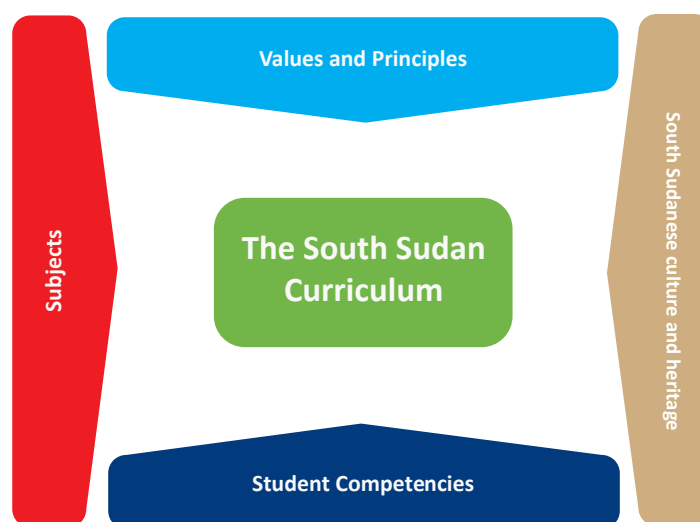 Values and Principles
Subjects
The South Sudan
Curriculum
South Sudanese culture and heritage
Student Competencies